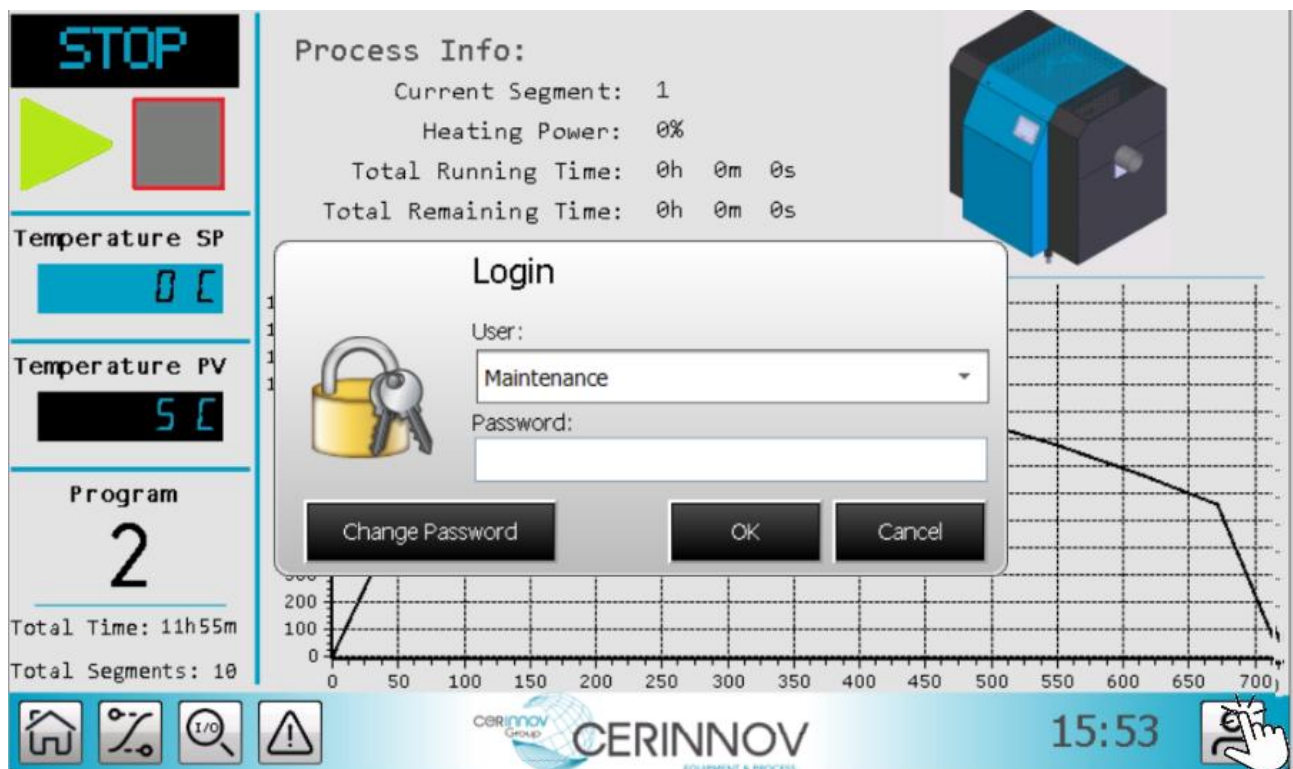 STOP
Process Info:
Current Segment: 1
Heating Power: 0%
Total Running Time: 0h 0m 0s
Total Remaining Time: 0h 0m 0s
Temperature SP
0 C
Temperature PV
5 C
Program
2
Total Time: 11h55m
Total Segments: 10
Login
User:
Maintenance
Password:
Change Password
OK
Cancel
200
100
0
0 50 100 150 200 250 300 350 400 450 500 550 600 650 700
I/O
cerinnov
Group
CERINNOV
EQUIPMENT & PROCESS
15:53